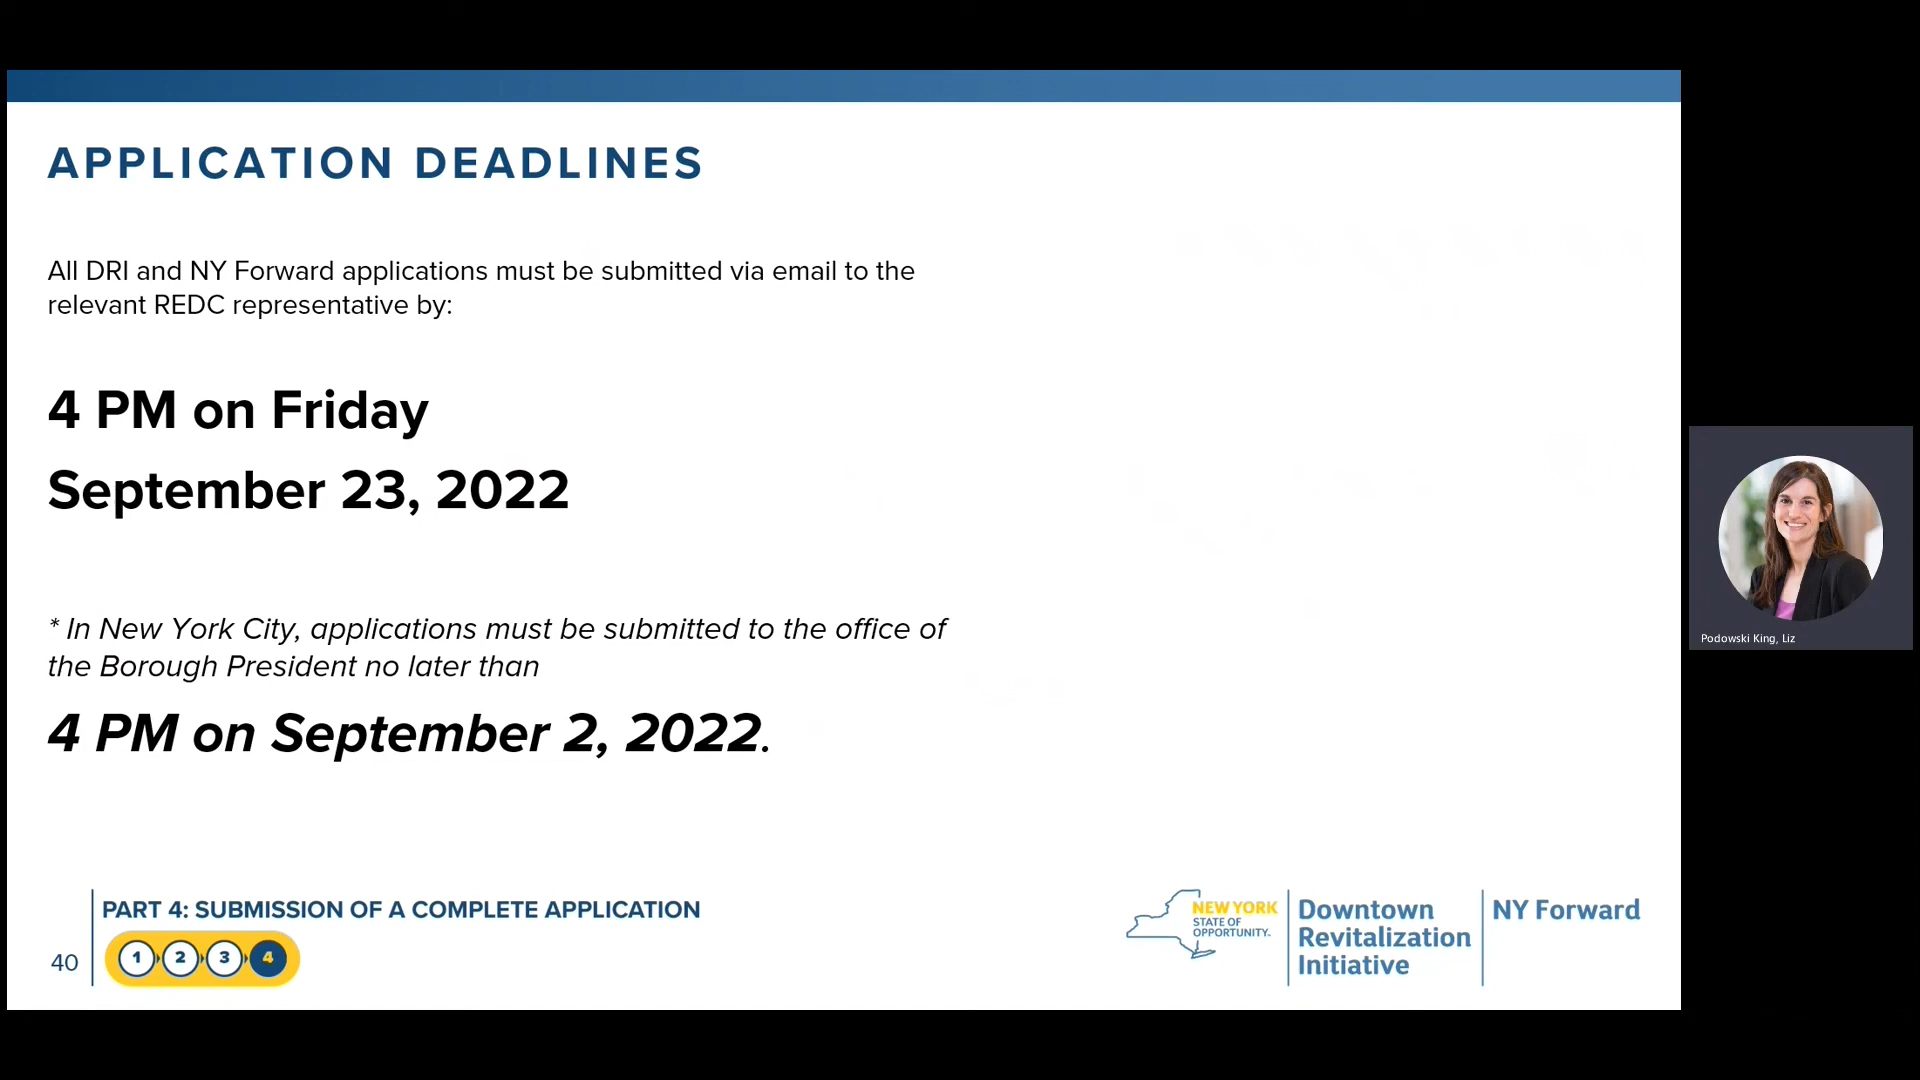 APPLICATION DEADLINES
All DRI and NY Forward applications must be submitted via email to the
relevant REDC representative by:
4 PM on Friday
September 23, 2022
* In New York City, applications must be submitted to the office of
the Borough President no later than
4 PM on September 2, 2022.
PART 4: SUBMISSION OF A COMPLETE APPLICATION
40
1 2 3 4
NEW YORK
STATE OF
OPPORTUNITY™
Downtown
Revitalization
Initiative
NY Forward
Podowski King, Liz